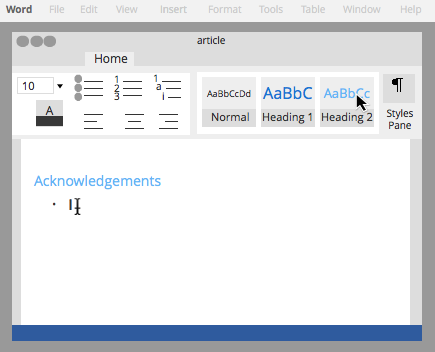 Word File Edit View Insert Format Tools Table Window Help
article
Home
10
A
1
2
3
1
a
i
AaBbCcDd AaBbC AaBbCc
Normal Heading 1 Heading 2
¶
Styles
Pane
Acknowledgements
•